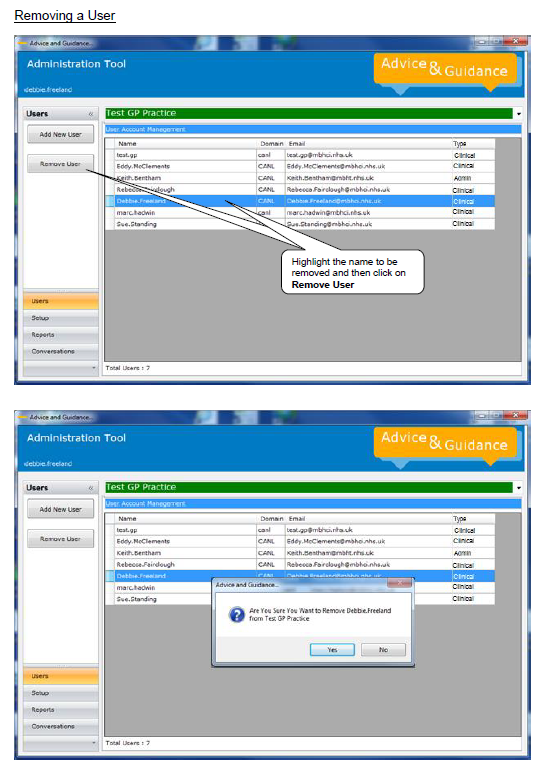 Removing a User
Advice and Guidance...
Administration Tool
Advice & Guidance
debbie.freeland
Users «
Test GP Practice
Add New User
User Account Management
Name Domain Email Type
test.gp canl test.gp@mbhci.nhs.uk Clinical
Remove User
Eddy.McClements CANL Eddy.McClements@mbhci.nhs.uk Clinical
Keith.Bentham CANL Keith.Bentham@mbht.nhs.uk Admin
Rebecca.Fairclough CANL Rebecca.Fairclough@mbhci.nhs.uk Clinical
Debbie.Freeland CANL Debbie.Freeland@mbhci.nhs.uk Clinical
marc.hadwin canl marc.hadwin@mbhci.nhs.uk Clinical
Sue.Standing Sue.Standing@mbhci.nhs.uk Clinical
Highlight the name to be
removed and then click on
Remove User
Users
Setup
Reports
Conversations
Total Users : 7
Advice and Guidance...
Administration Tool
Advice & Guidance
debbie.freeland
Users «
Test GP Practice
Add New User
User Account Management
Name Domain Email Type
test.gp canl test.gp@mbhci.nhs.uk Clinical
Remove User
Eddy.McClements CANL Eddy.McClements@mbhci.nhs.uk Clinical
Keith.Bentham CANL Keith.Bentham@mbht.nhs.uk Admin
Rebecca.Fairclough CANL Rebecca.Fairclough@mbhci.nhs.uk Clinical
Debbie.Freeland CANL Debbie.Freeland@mbhci.nhs.uk Clinical
marc.hadwin Clinical
Sue.Standing Clinical
Advice and Guidance...
Are You Sure You Want to Remove Debbie.Freeland
from Test GP Practice
Yes No
Users
Setup
Reports
Conversations
Total Users : 7